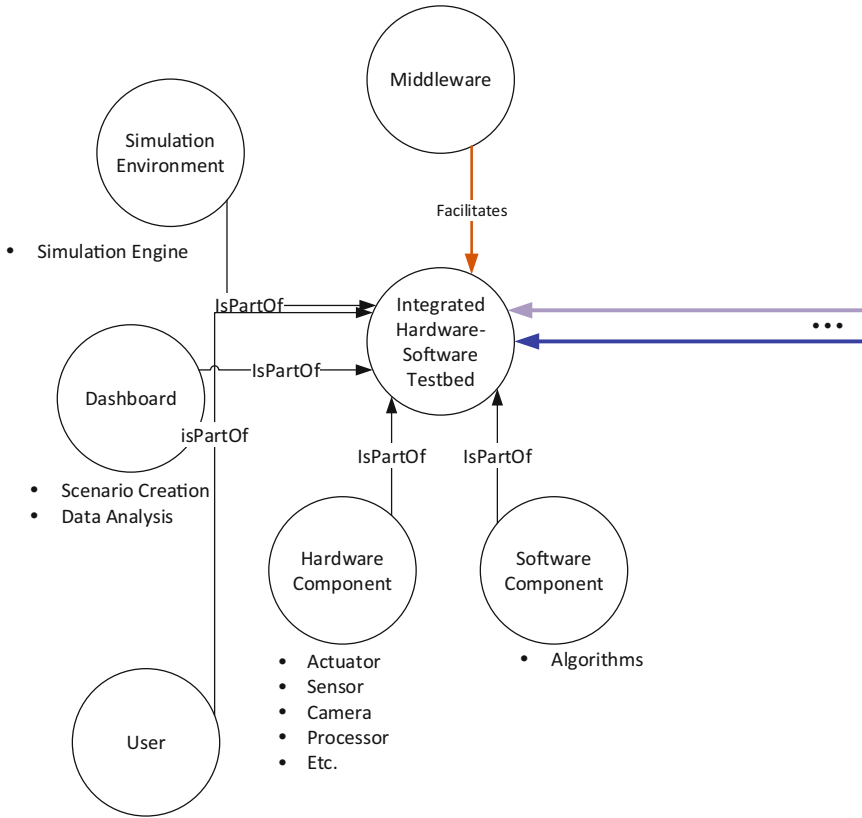 Middleware
Simulation
Environment
Facilitates
• Simulation Engine
IsPartOf
Integrated
Hardware-
Software
Testbed
...
IsPartOf
Dashboard
isPartOf
IsPartOf
IsPartOf
• Scenario Creation
• Data Analysis
Hardware
Component
Software
Component
• Actuator
• Sensor
• Camera
• Processor
• Etc.
• Algorithms
User